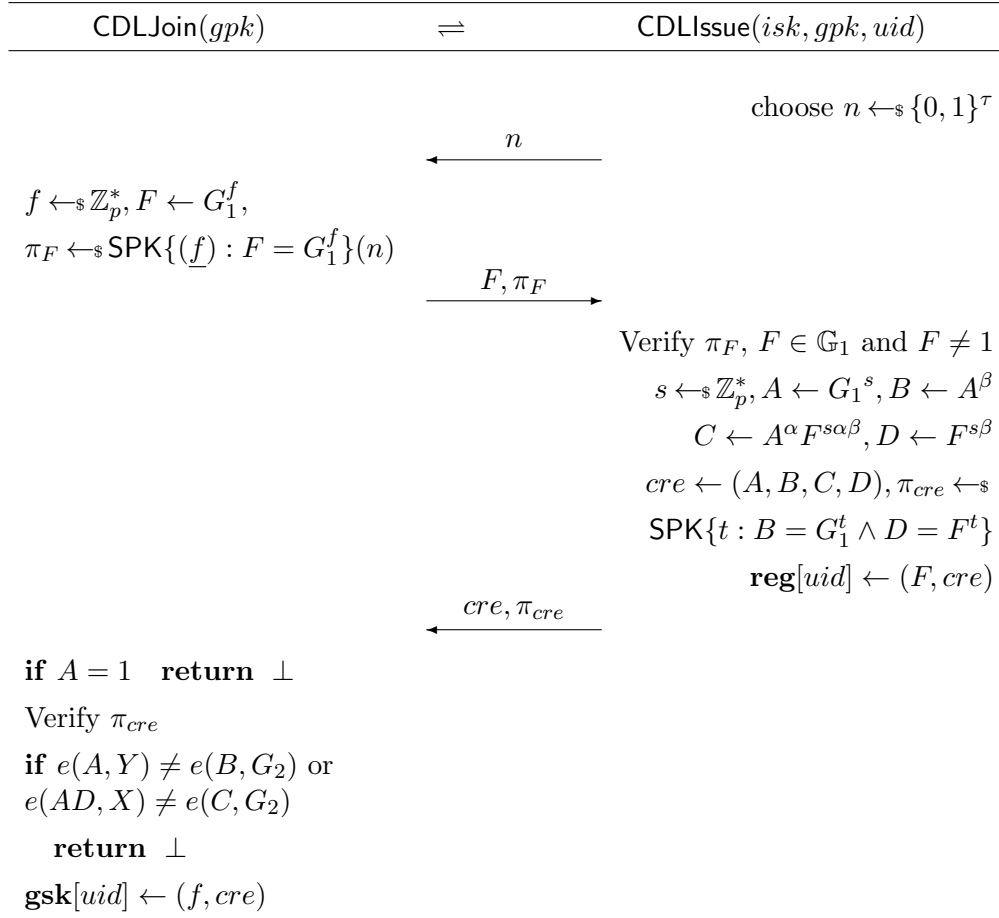 CDLJoin(gpk) ⇌ CDLIssue(isk, gpk, uid)
choose n ←$ {0, 1}^τ
n
f ←$ ℤ_p^*, F ← G_1^f,
π_F ←$ SPK{(f) : F = G_1^f}(n)
F, π_F
Verify π_F, F ∈ 𝔾_1 and F ≠ 1
s ←$ ℤ_p^*, A ← G_1^s, B ← A^β
C ← A^α F^{sαβ}, D ← F^{sβ}
cre ← (A, B, C, D), π_cre ←$
SPK{t : B = G_1^t ∧ D = F^t}
reg[uid] ← (F, cre)
cre, π_cre
if A = 1 return ⊥
Verify π_cre
if e(A, Y) ≠ e(B, G_2) or
e(AD, X) ≠ e(C, G_2)
return ⊥
gsk[uid] ← (f, cre)